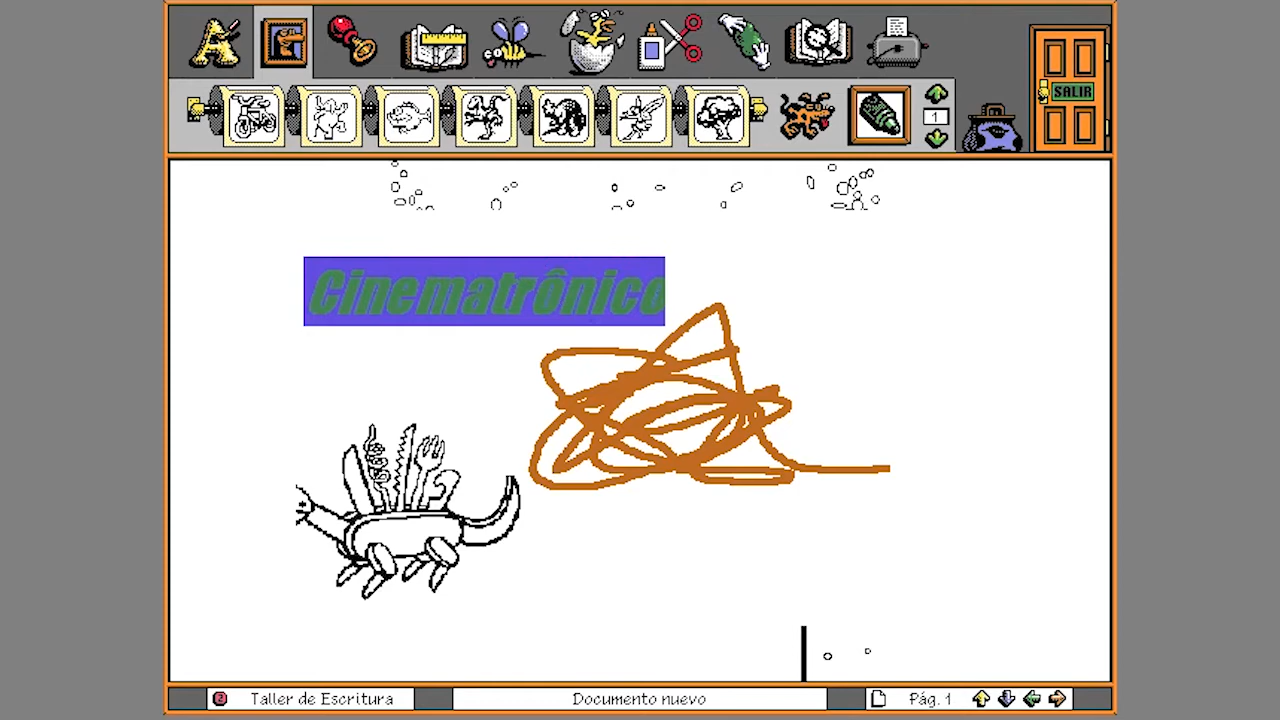 SALIR
1
Cinematrônico
Taller de Escritura
Documento nuevo
Pág. 1